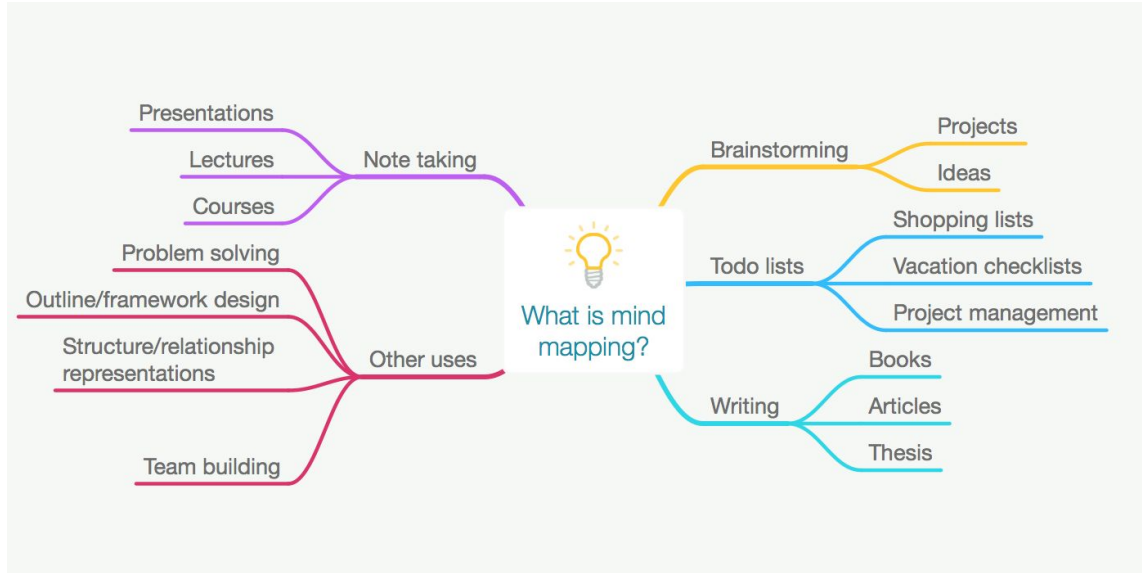 What is mind
mapping?
Note taking
Presentations
Lectures
Courses
Other uses
Problem solving
Outline/framework design
Structure/relationship
representations
Team building
Brainstorming
Projects
Ideas
Todo lists
Shopping lists
Vacation checklists
Project management
Writing
Books
Articles
Thesis